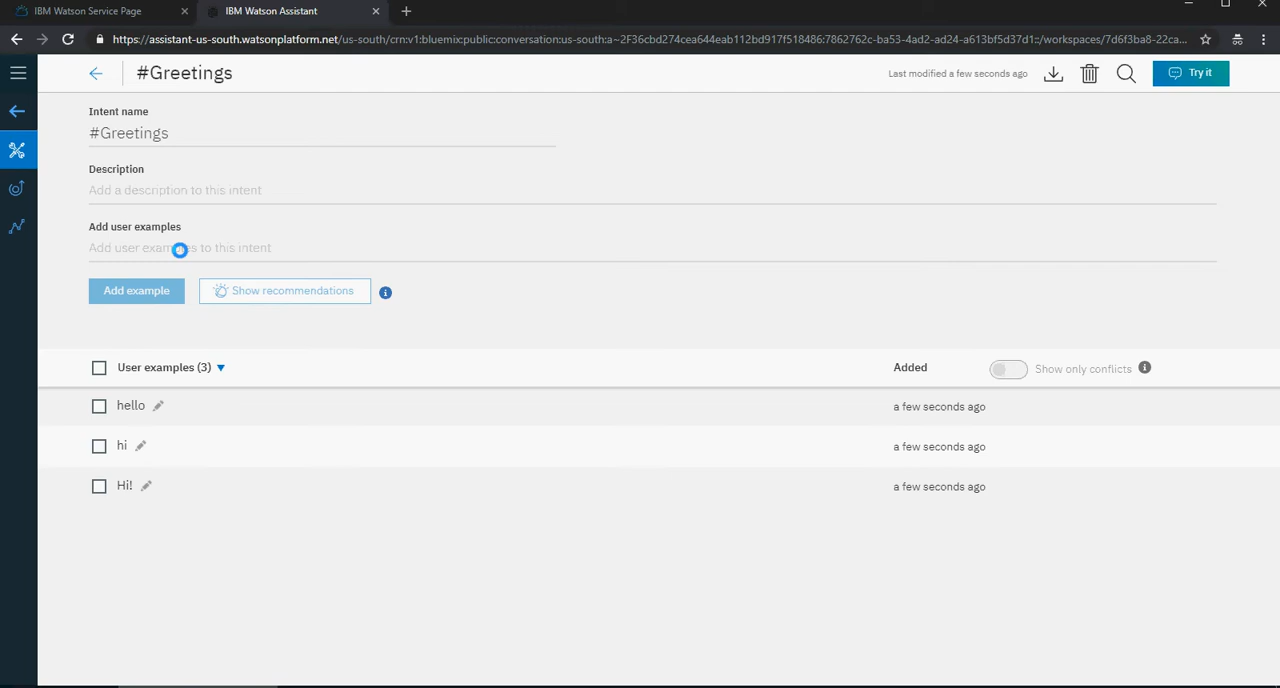 IBM Watson Service Page
IBM Watson Assistant
https://assistant-us-south.watsonplatform.net/us-south/crn:v1:bluemix:public:conversation:us-south:a~2F36cbd274cea644eab112bd917f518486:7862762c-ba53-4ad2-ad24-a613bf5d37d1::/workspaces/7d6f3ba8-22ca...
#Greetings
Last modified a few seconds ago
Try it
Intent name
#Greetings
Description
Add a description to this intent
Add user examples
Add user examples to this intent
Add example
Show recommendations
User examples (3)
Added
Show only conflicts
hello
a few seconds ago
hi
a few seconds ago
Hi!
a few seconds ago